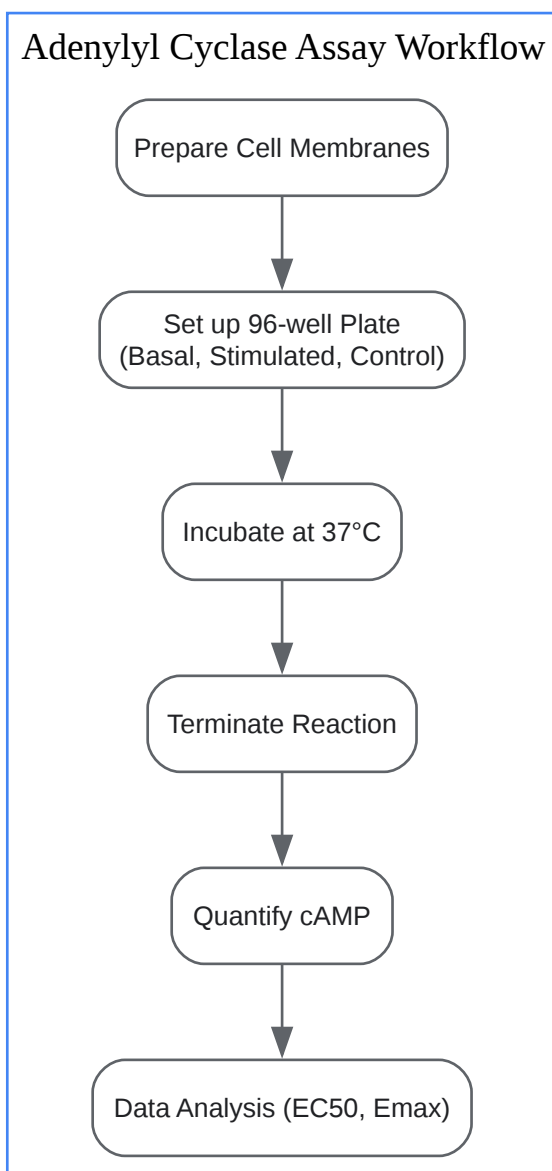 Adenylyl Cyclase Assay Workflow
Prepare Cell Membranes
Set up 96-well Plate
(Basal, Stimulated, Control)
Incubate at 37°C
Terminate Reaction
Quantify cAMP
Data Analysis (EC50, Emax)